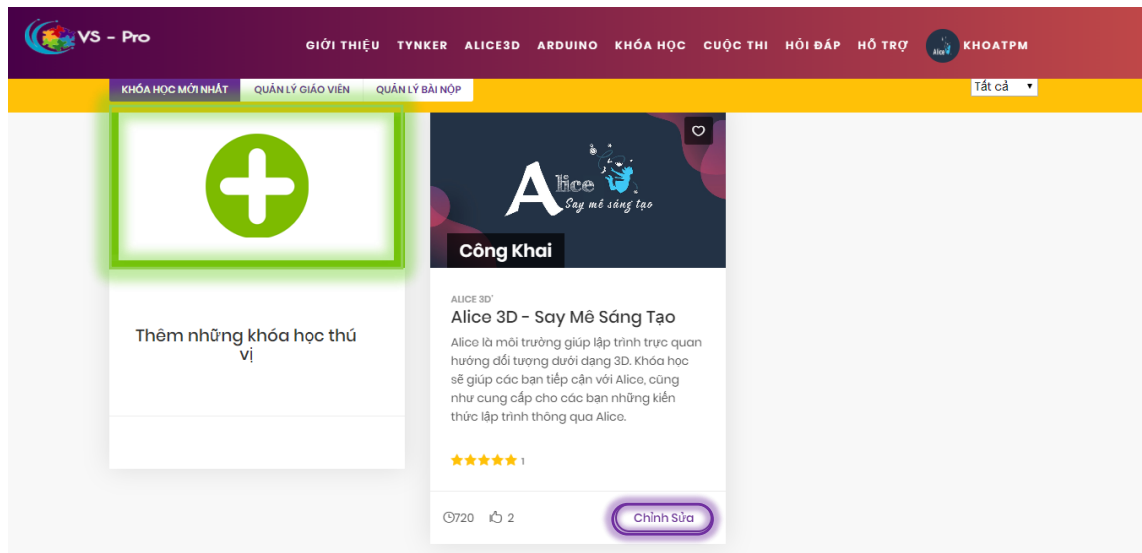 VS - Pro
GIỚI THIỆU TYNKER ALICE3D ARDUINO KHÓA HỌC CUỘC THI HỎI ĐÁP HỖ TRỢ Alice KHOATPM
KHÓA HỌC MỚI NHẤT QUẢN LÝ GIÁO VIÊN QUẢN LÝ BÀI NỘP Tất cả
Thêm những khóa học thú
vị
Alice
Say mê sáng tạo
Công Khai
ALICE 3D'
Alice 3D - Say Mê Sáng Tạo
Alice là môi trường giúp lập trình trực quan
hướng đối tượng dưới dạng 3D. Khóa học
sẽ giúp các bạn tiếp cận với Alice, cũng
như cung cấp cho các bạn những kiến
thức lập trình thông qua Alice.
1
720 2 Chỉnh Sửa